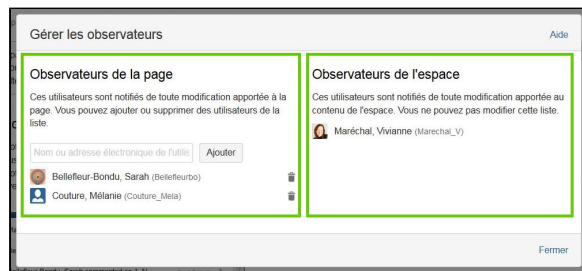 Gérer les observateurs
Aide
Observateurs de la page
Ces utilisateurs sont notifiés de toute modification apportée à la
page. Vous pouvez ajouter ou supprimer des utilisateurs de la
liste.
Nom ou adresse électronique de l'utilis
Ajouter
Bellefleur-Bondu, Sarah (Bellefleurbo)
Couture, Mélanie (Couture_Mela)
Observateurs de l'espace
Ces utilisateurs sont notifiés de toute modification apportée au
contenu de l'espace. Vous ne pouvez pas modifier cette liste.
Maréchal, Vivianne (Marechal_V)
Fermer